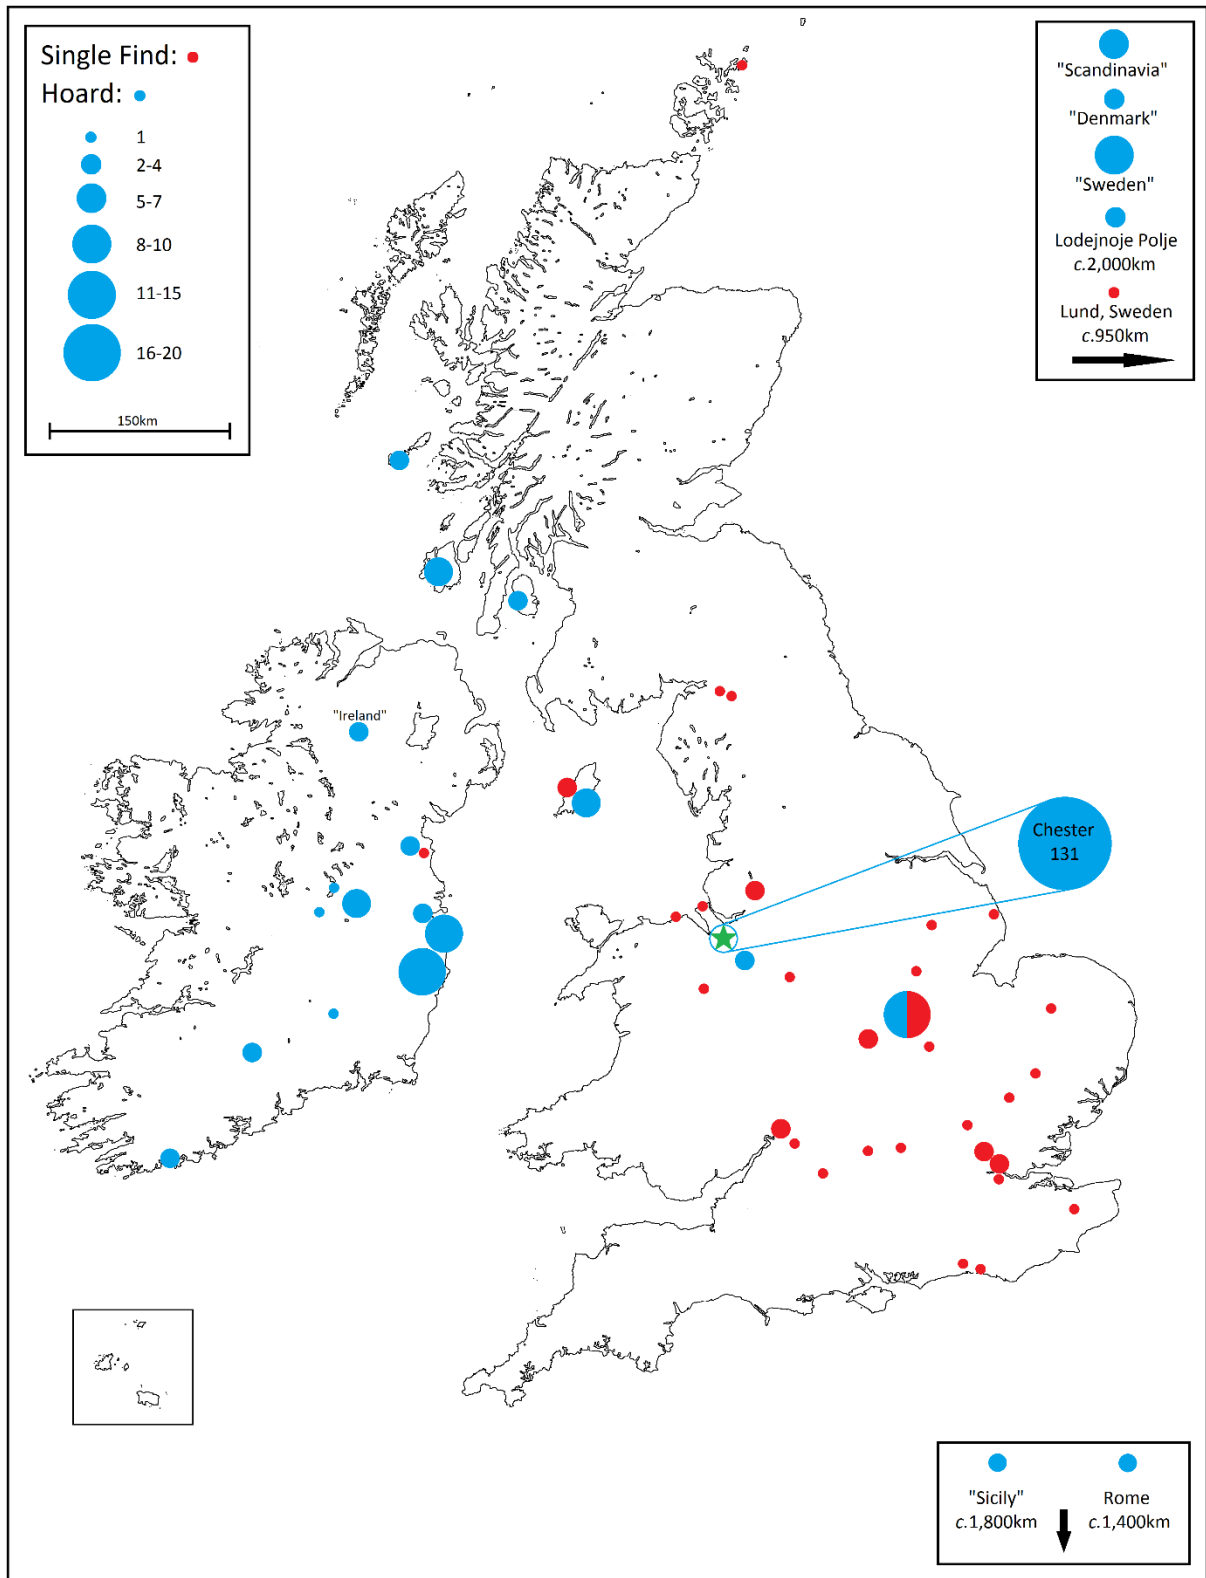 Single Find:
Hoard:
1
2-4
5-7
8-10
11-15
16-20
150km
"Scandinavia"
"Denmark"
"Sweden"
Lodejnoje Polje
c.2,000km
Lund, Sweden
c.950km
"Ireland"
Chester
131
"Sicily"
c.1,800km
Rome
c.1,400km